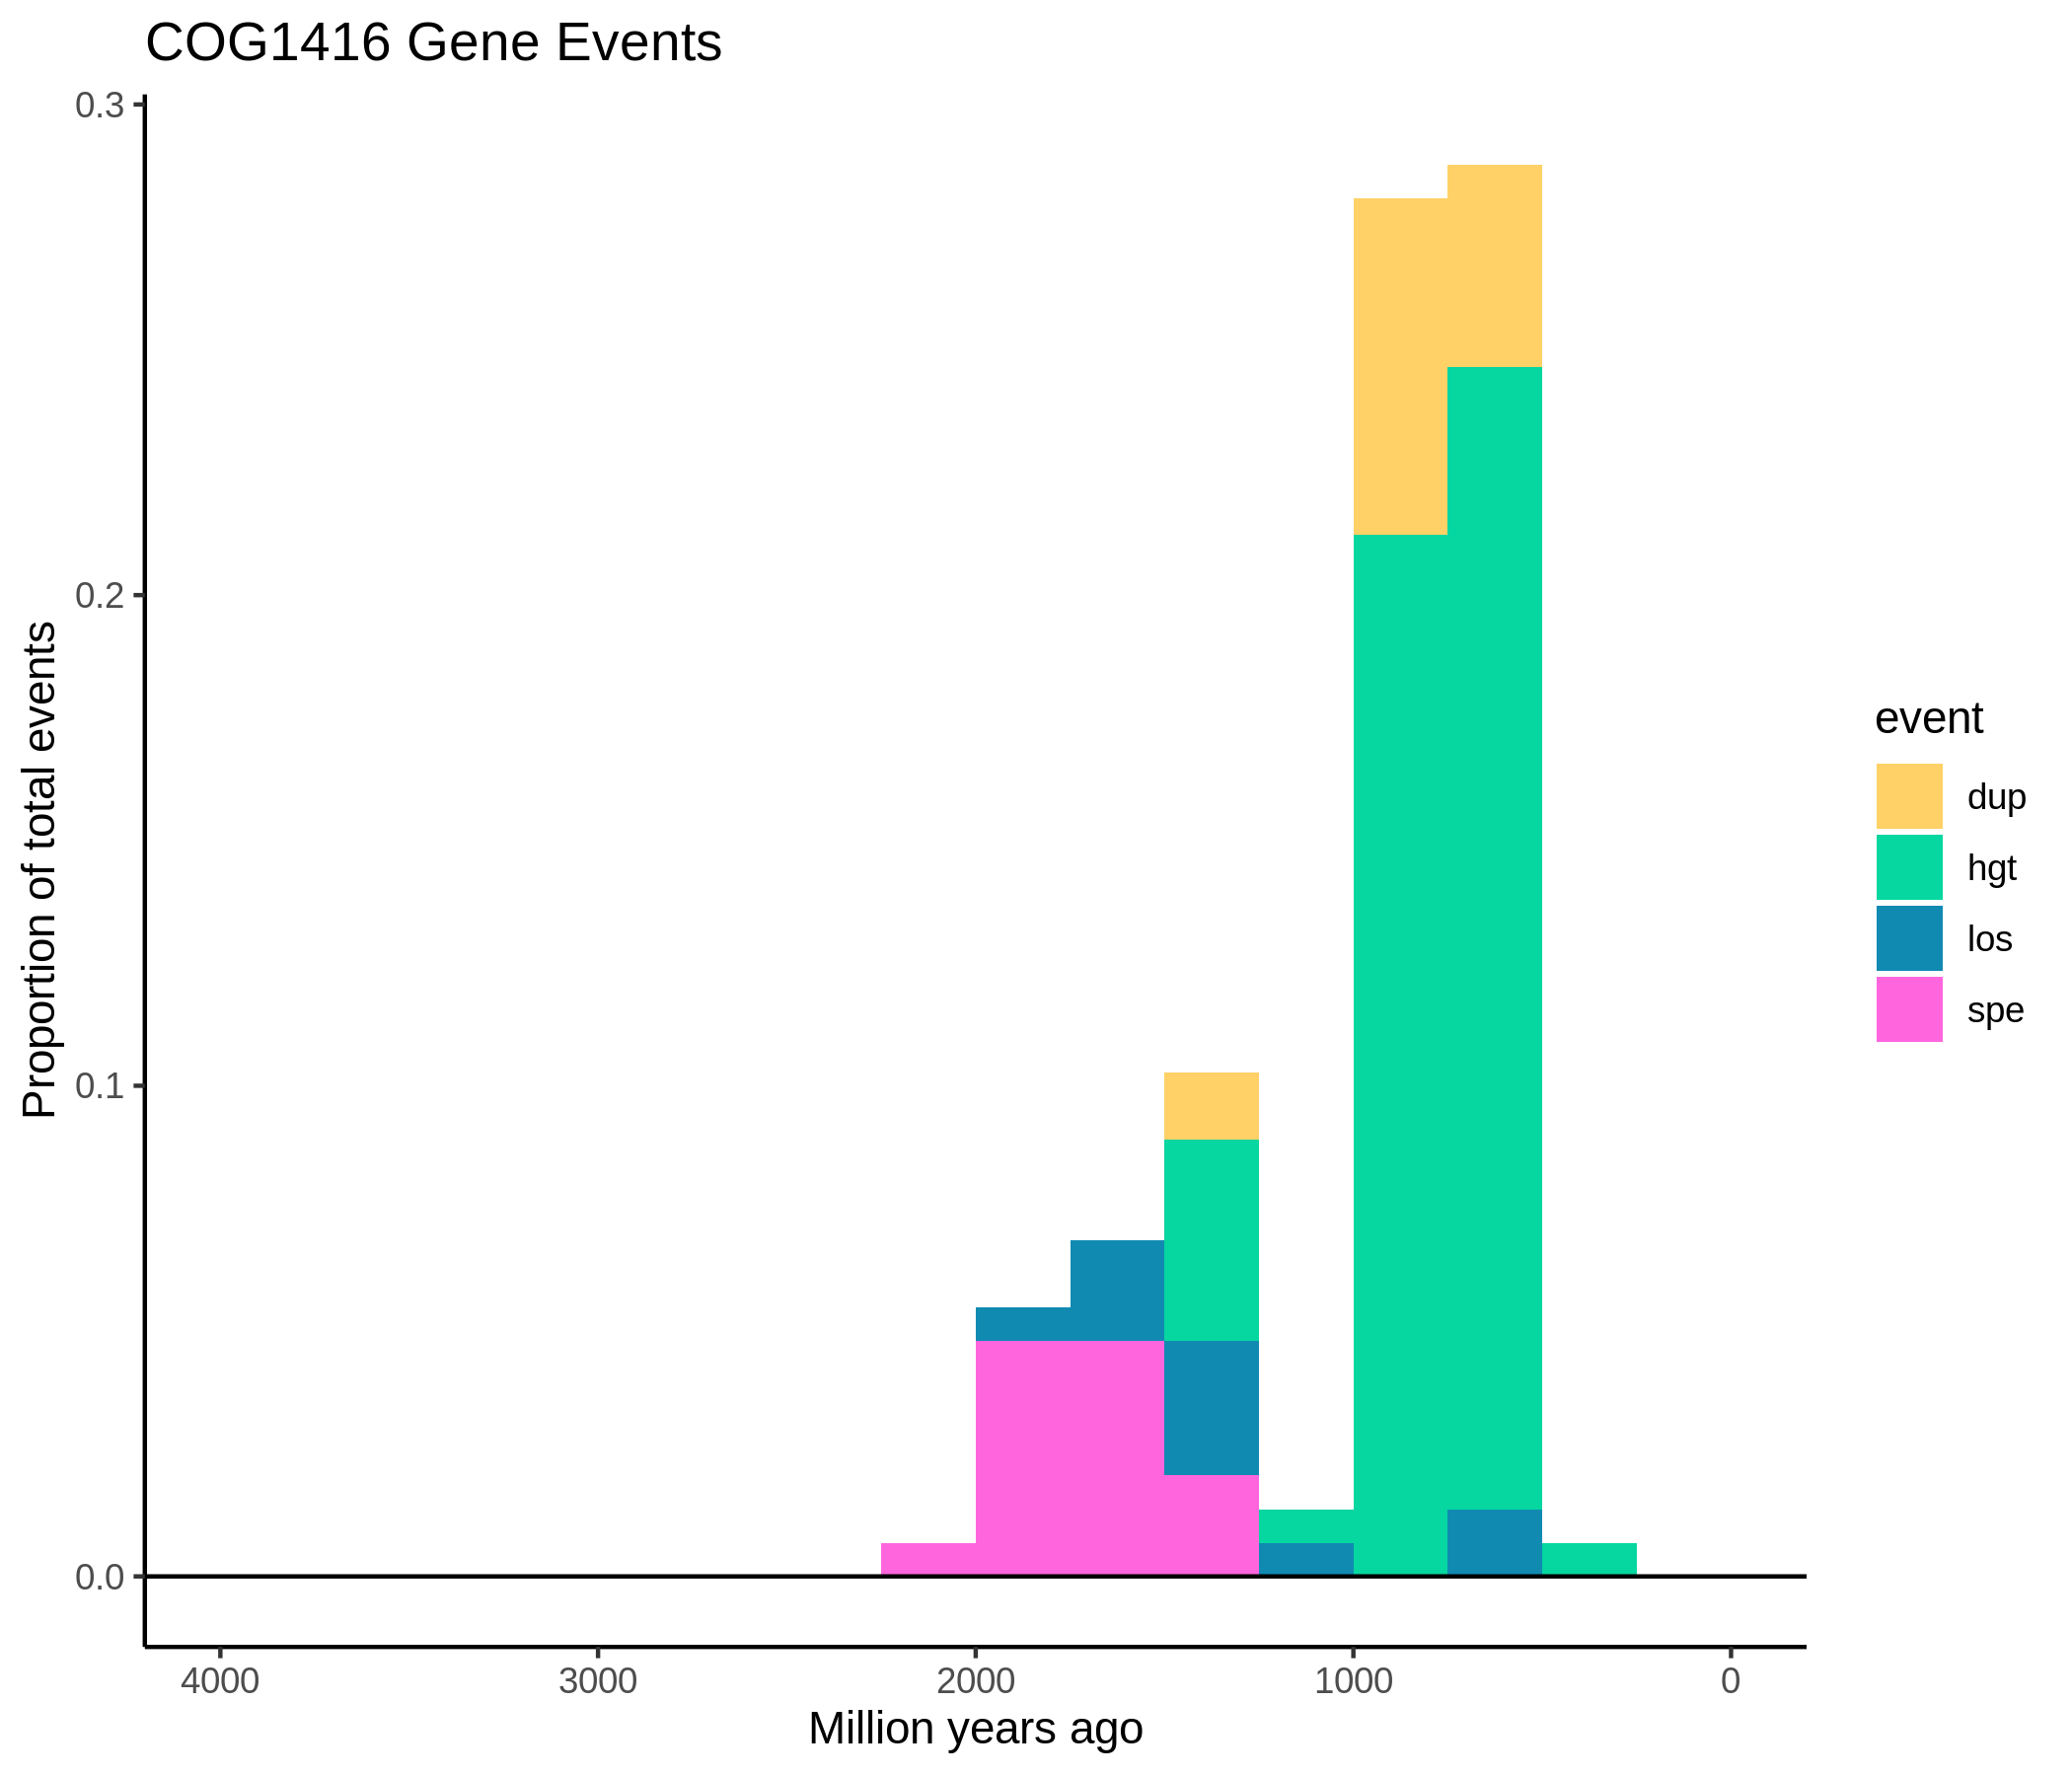 COG1416 Gene Events
0.3
0.2
0.1
0.0
Proportion of total events
4000 3000 2000 1000 0
Million years ago
event
dup
hgt
los
spe